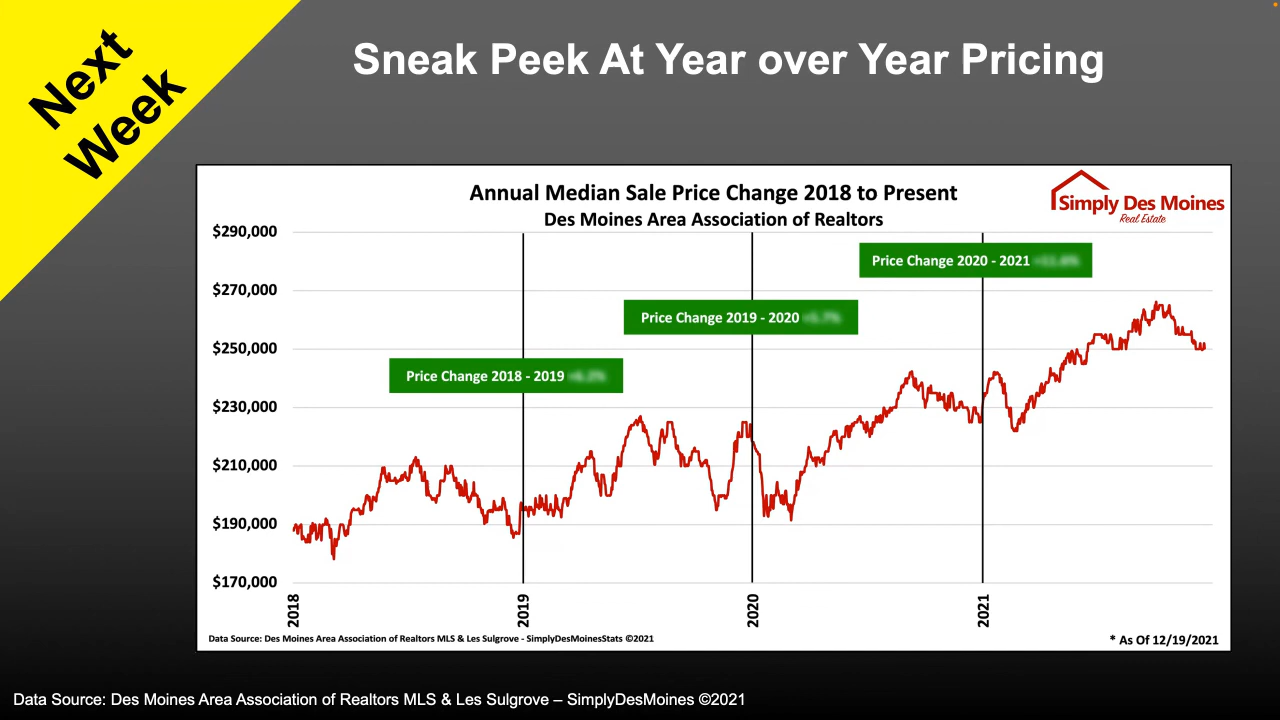 Next
Week
Sneak Peek At Year over Year Pricing
Annual Median Sale Price Change 2018 to Present
Des Moines Area Association of Realtors
Simply Des Moines
Real Estate
$290,000
$270,000
$250,000
$230,000
$210,000
$190,000
$170,000
Price Change 2018 - 2019
Price Change 2019 - 2020
Price Change 2020 - 2021
2018
2019
2020
2021
Data Source: Des Moines Area Association of Realtors MLS & Les Sulgrove - SimplyDesMoinesStats ©2021
* As Of 12/19/2021
Data Source: Des Moines Area Association of Realtors MLS & Les Sulgrove – SimplyDesMoines ©2021